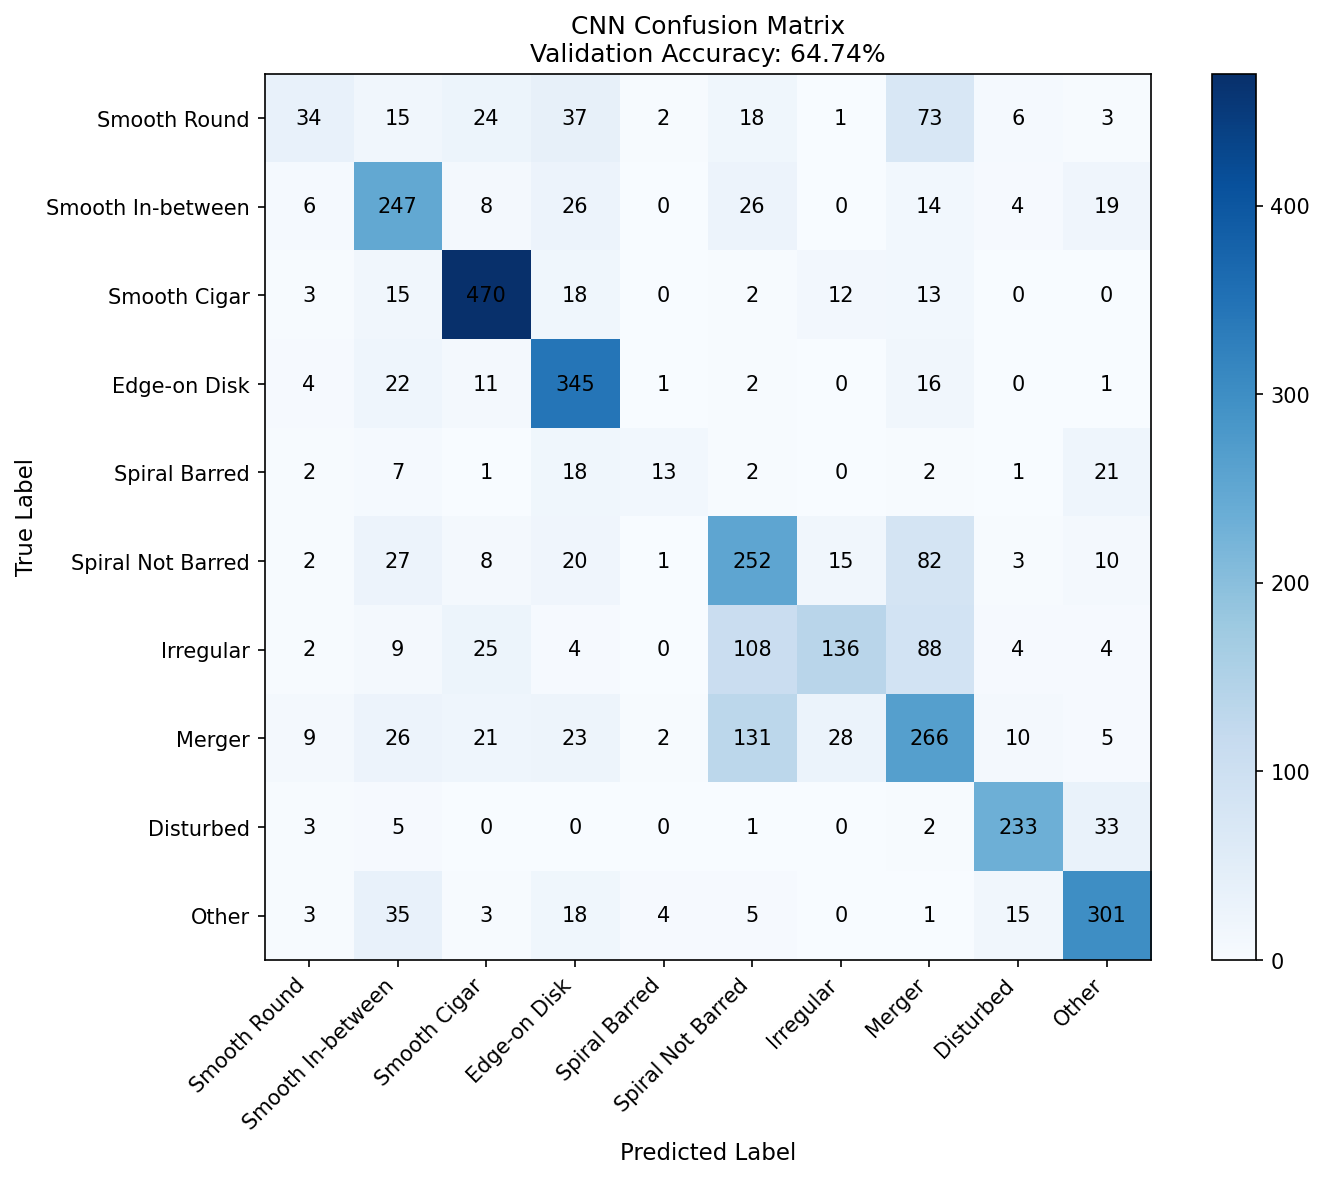 CNN Confusion Matrix
Validation Accuracy: 64.74%
True Label
Smooth Round 34 15 24 37 2 18 1 73 6 3
Smooth In-between 6 247 8 26 0 26 0 14 4 19
Smooth Cigar 3 15 470 18 0 2 12 13 0 0
Edge-on Disk 4 22 11 345 1 2 0 16 0 1
Spiral Barred 2 7 1 18 13 2 0 2 1 21
Spiral Not Barred 2 27 8 20 1 252 15 82 3 10
Irregular 2 9 25 4 0 108 136 88 4 4
Merger 9 26 21 23 2 131 28 266 10 5
Disturbed 3 5 0 0 0 1 0 2 233 33
Other 3 35 3 18 4 5 0 1 15 301
Smooth Round
Smooth In-between
Smooth Cigar
Edge-on Disk
Spiral Barred
Spiral Not Barred
Irregular
Merger
Disturbed
Other
Predicted Label
400
300
200
100
0